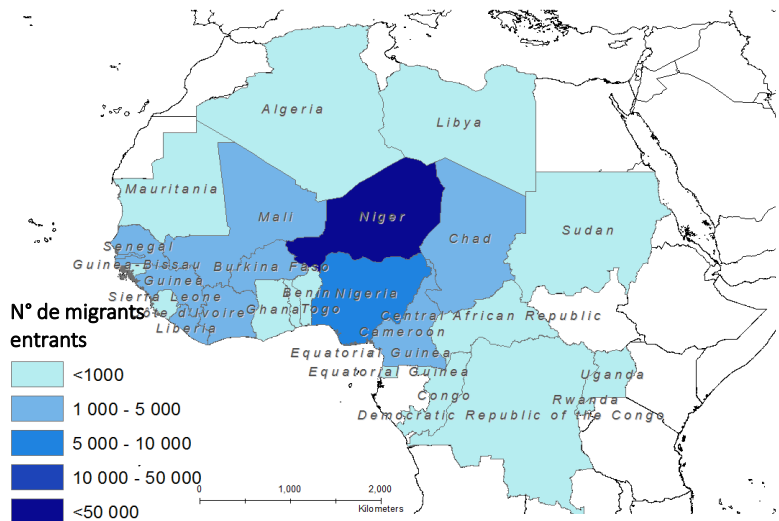 Algeria
Libya
Mauritania
Mali
Niger
Chad
Sudan
Senegal
Guinea-Bissau
Guinea
Burkina Faso
Sierra Leone
Côte d'Ivoire
Liberia
Ghana
Togo
Benin
Nigeria
Central African Republic
Cameroon
Equatorial Guinea
Equatorial Guinea
Uganda
Congo
Rwanda
Democratic Republic of the Congo
N° de migrants
entrants
<1000
1 000 - 5 000
5 000 - 10 000
10 000 - 50 000
<50 000
0 1,000 2,000
Kilometers